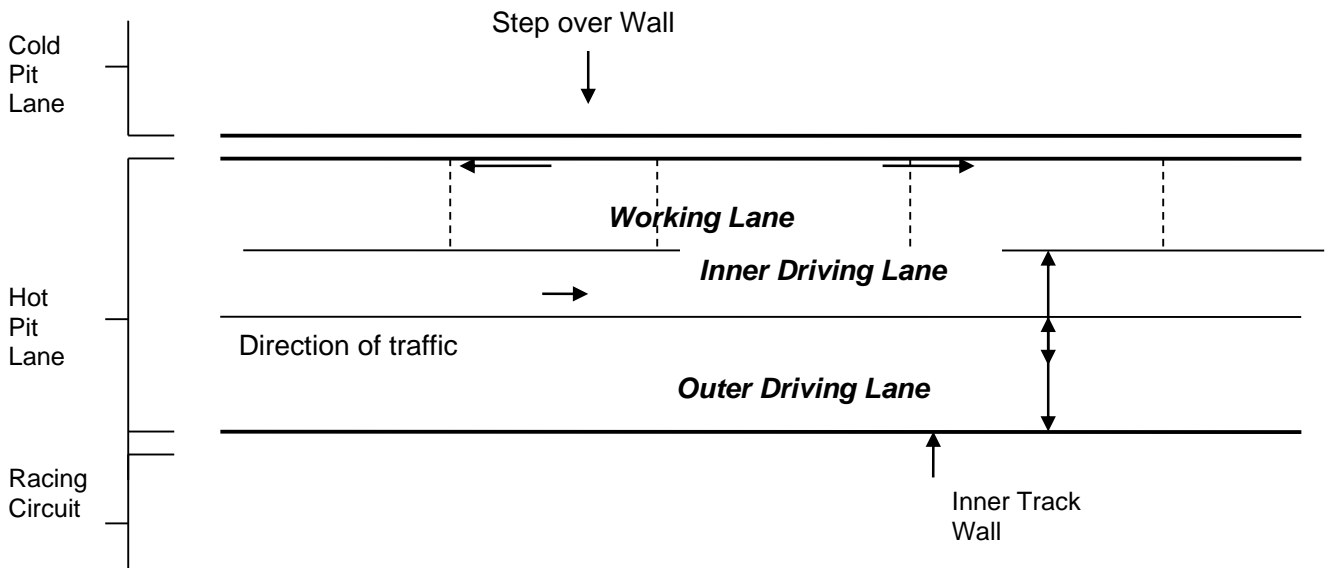 Step over Wall
Cold
Pit
Lane
Working Lane
Inner Driving Lane
Hot
Pit
Lane
Direction of traffic
Outer Driving Lane
Racing
Circuit
Inner Track
Wall